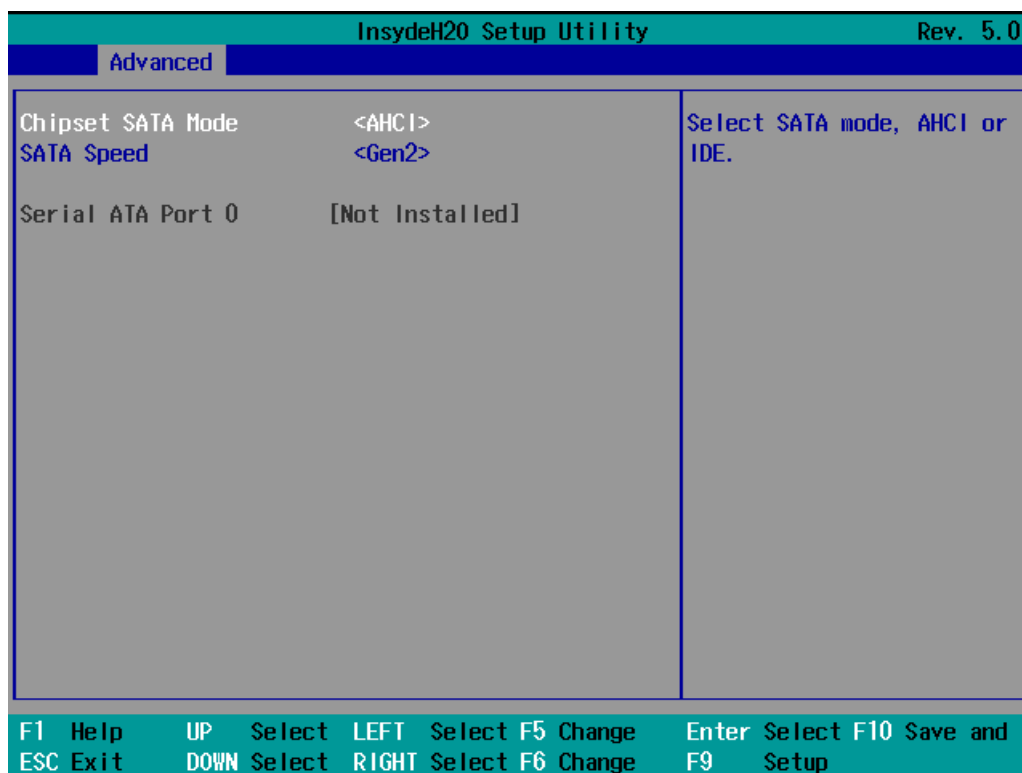 InsydeH20 Setup Utility Rev. 5.0
Advanced
Chipset SATA Mode <AHCI>
SATA Speed <Gen2>
Serial ATA Port 0 [Not Installed]
Select SATA mode, AHCI or
IDE.
F1 Help UP Select LEFT Select F5 Change Enter Select F10 Save and
ESC Exit DOWN Select RIGHT Select F6 Change F9 Setup